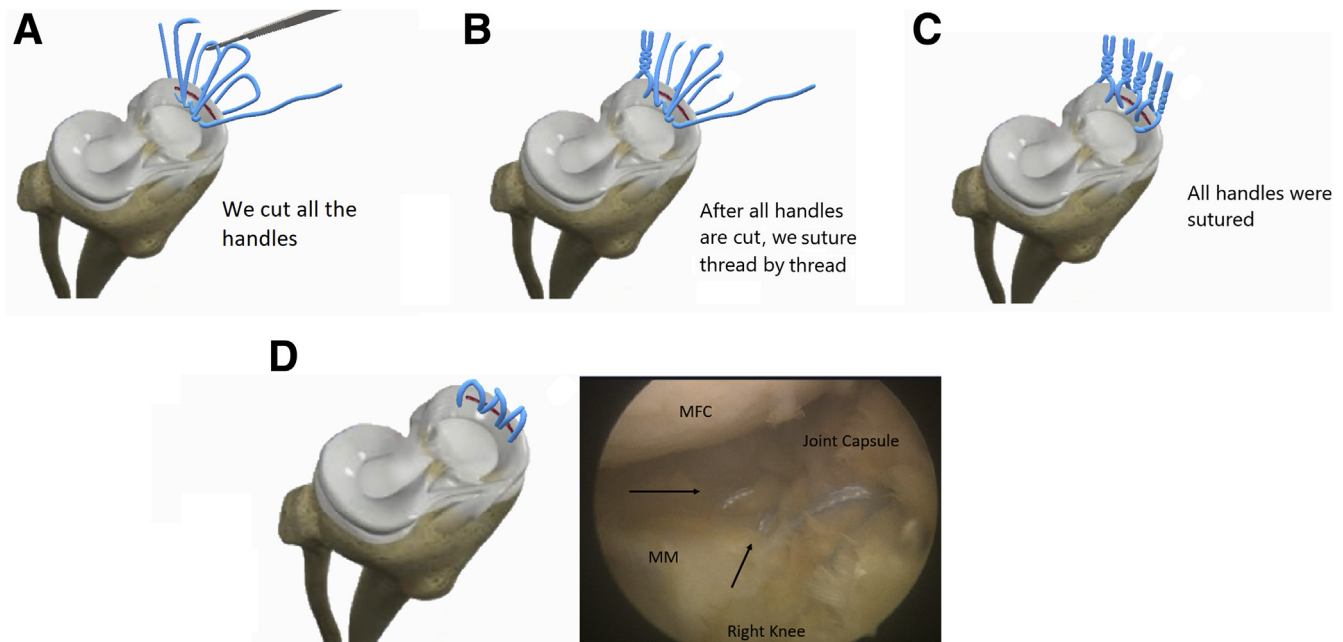 A
B
C
We cut all the
handles
After all handles
are cut, we suture
thread by thread
All handles were
sutured
D
MFC
Joint Capsule
MM
Right Knee